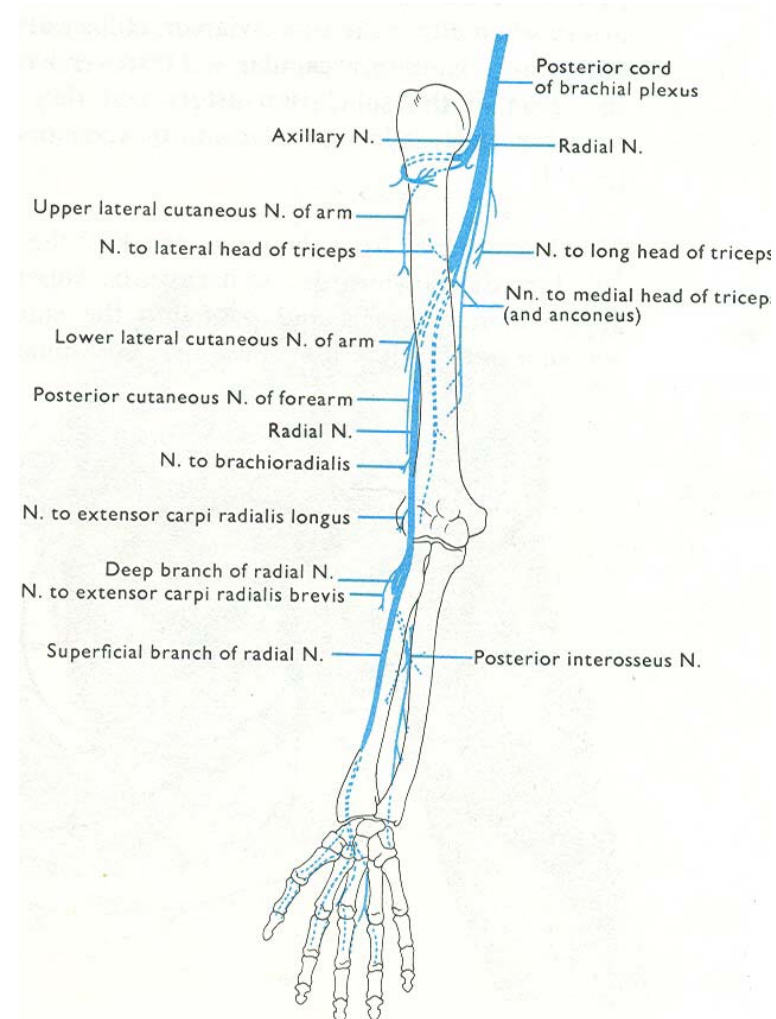 Posterior cord
of brachial plexus
Axillary N.
Radial N.
Upper lateral cutaneous N. of arm
N. to lateral head of triceps
N. to long head of triceps
Nn. to medial head of triceps
(and anconeus)
Lower lateral cutaneous N. of arm
Posterior cutaneous N. of forearm
Radial N.
N. to brachioradialis
N. to extensor carpi radialis longus
Deep branch of radial N.
N. to extensor carpi radialis brevis
Superficial branch of radial N.
Posterior interosseus N.